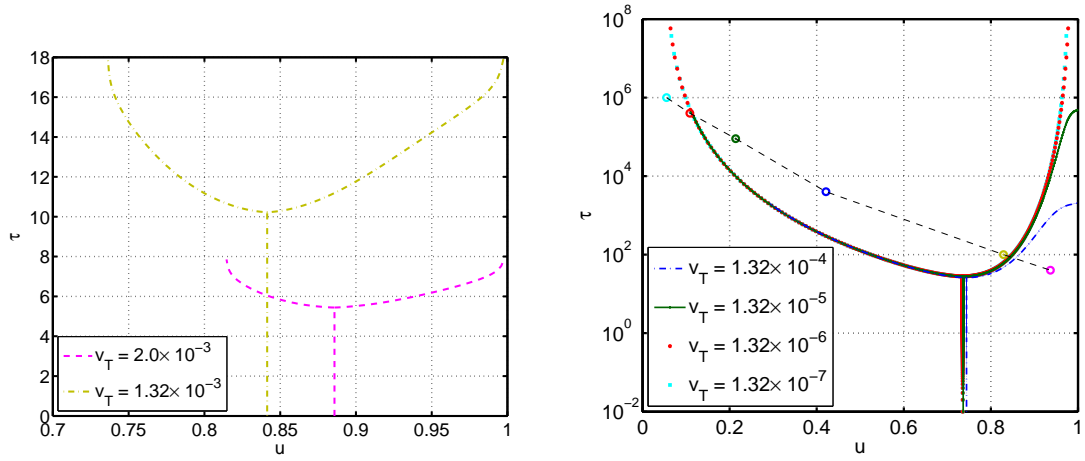 18
16
14
12
10
8
6
4
2
0
τ
v_T = 2.0× 10^−3
v_T = 1.32× 10^−3
0.7 0.75 0.8 0.85 0.9 0.95 1
u
10^8
10^6
10^4
10^2
10^0
10^−2
τ
v_T = 1.32× 10^−4
v_T = 1.32× 10^−5
v_T = 1.32× 10^−6
v_T = 1.32× 10^−7
0 0.2 0.4 0.6 0.8 1
u